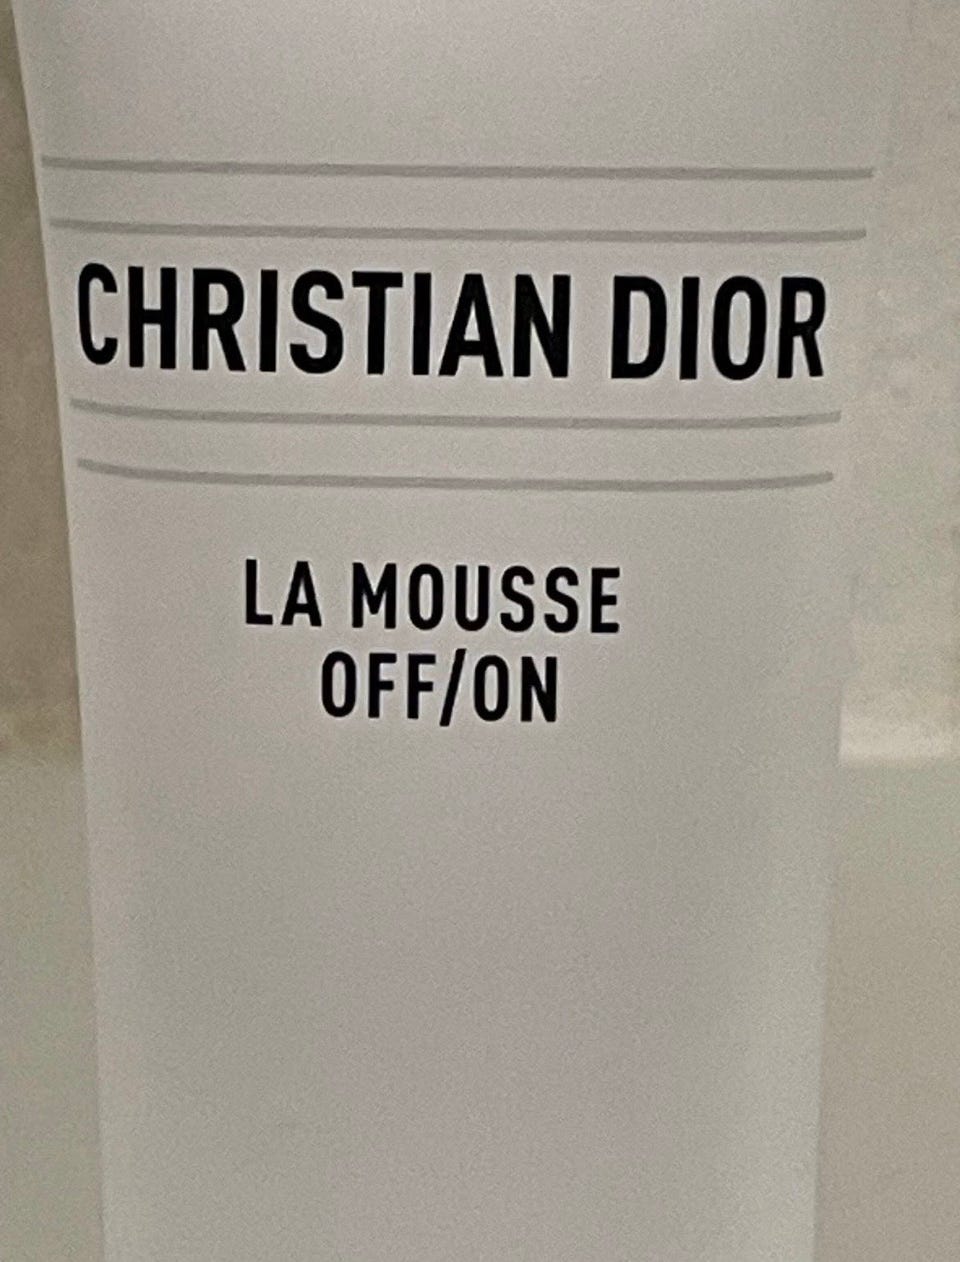 CHRISTIAN DIOR
LA MOUSSE
OFF/ON